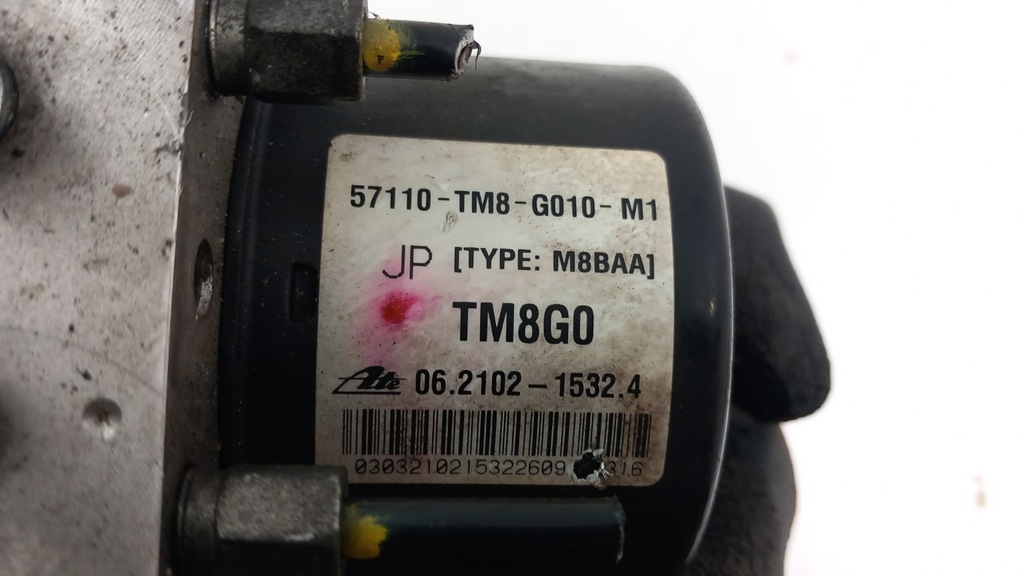 57110-TM8-G010-M1
JP [TYPE: M8BAA]
TM8G0
Ate 06.2102-1532.4